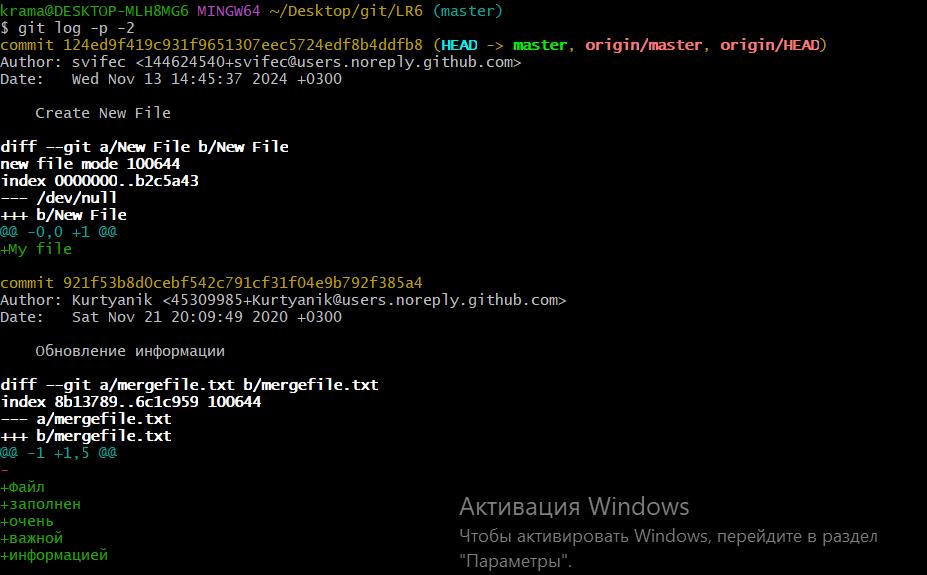 krama@DESKTOP-MLH8MG6 MINGW64 ~/Desktop/git/LR6 (master)
$ git log -p -2
commit 124ed9f419c931f9651307eec5724edf8b4ddfb8 (HEAD -> master, origin/master, origin/HEAD)
Author: svifec <144624540+svifec@users.noreply.github.com>
Date:   Wed Nov 13 14:45:37 2024 +0300

    Create New File

diff --git a/New File b/New File
new file mode 100644
index 0000000..b2c5a43
--- /dev/null
+++ b/New File
@@ -0,0 +1 @@
+My file

commit 921f53b8d0cebf542c791cf31f04e9b792f385a4
Author: Kurtyanik <45309985+Kurtyanik@users.noreply.github.com>
Date:   Sat Nov 21 20:09:49 2020 +0300

    Обновление информации

diff --git a/mergefile.txt b/mergefile.txt
index 8b13789..6c1c959 100644
--- a/mergefile.txt
+++ b/mergefile.txt
@@ -1 +1,5 @@
-
+файл
+заполнен
+очень
+важной
+информацией
Активация Windows
Чтобы активировать Windows, перейдите в раздел
"Параметры".